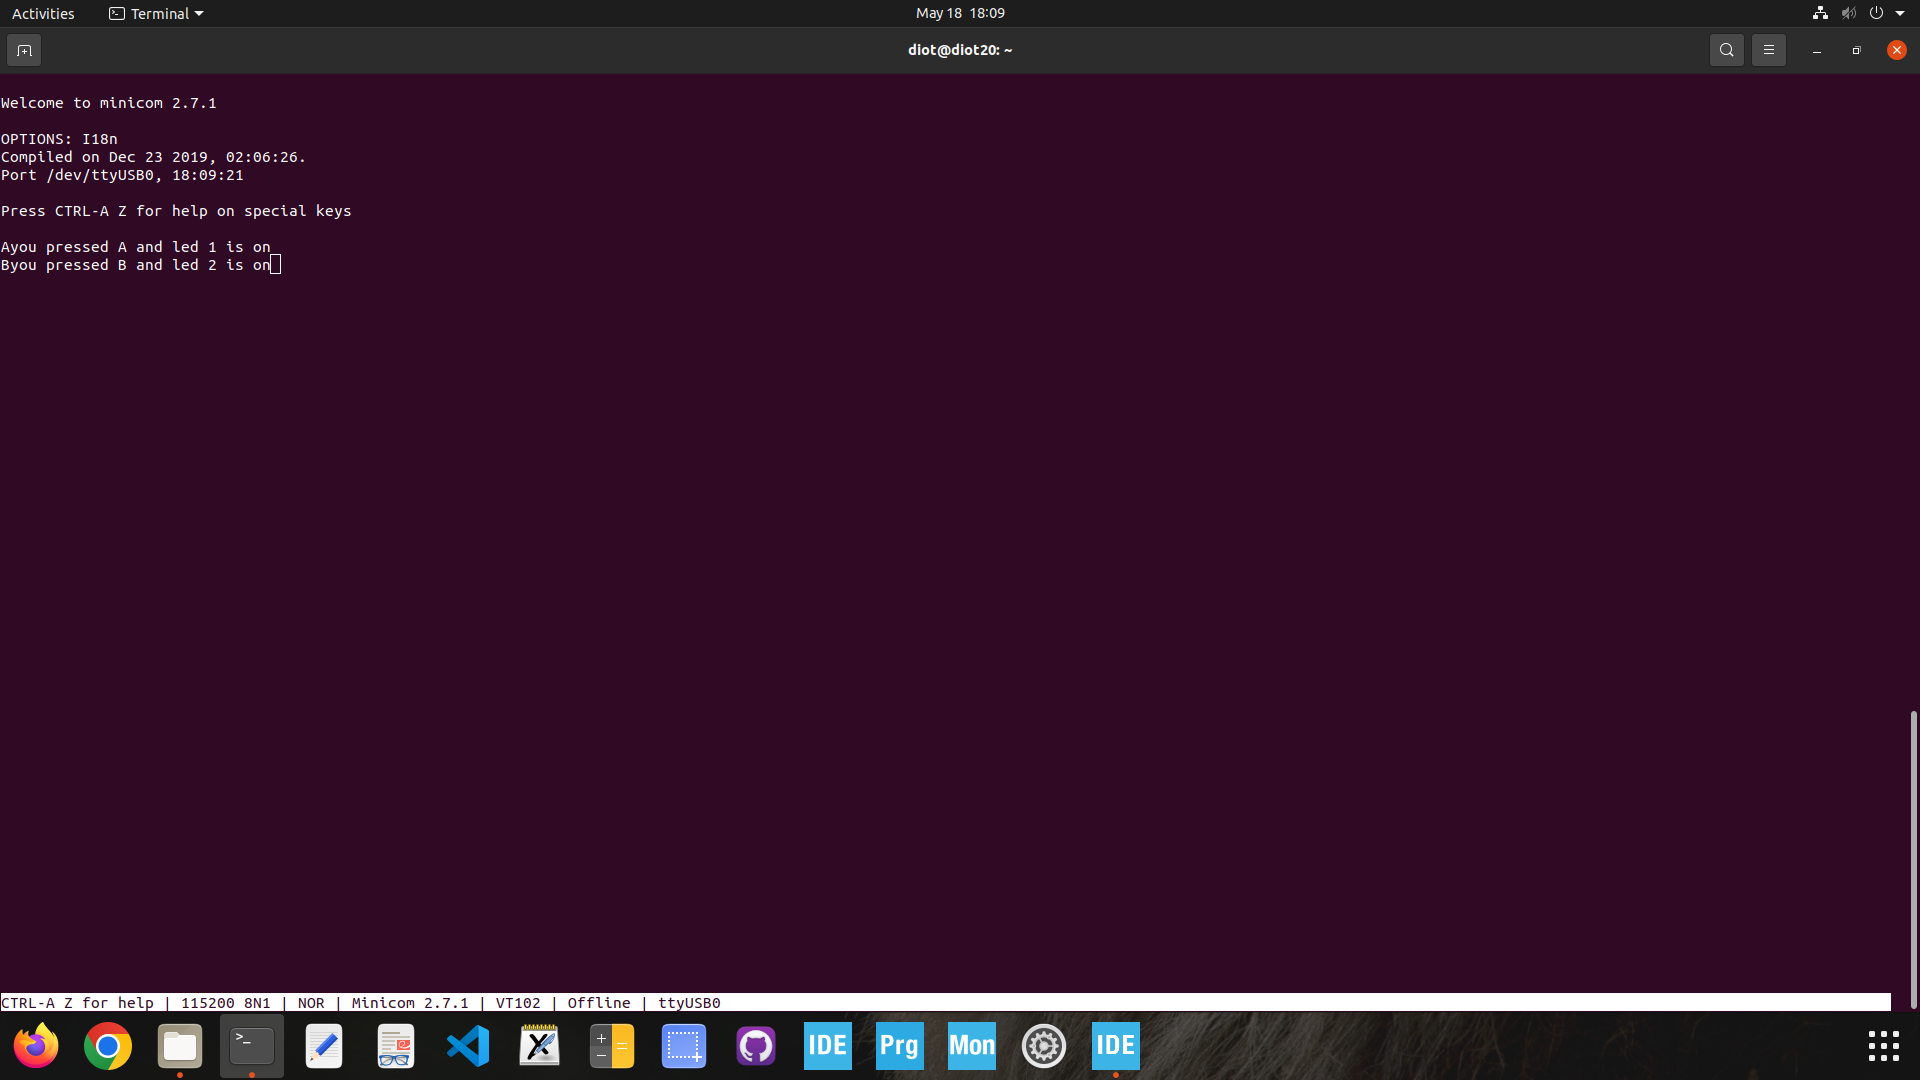 Activities
Terminal
May 18 18:09
diot@diot20: ~
Welcome to minicom 2.7.1
OPTIONS: I18n
Compiled on Dec 23 2019, 02:06:26.
Port /dev/ttyUSB0, 18:09:21
Press CTRL-A Z for help on special keys
Ayou pressed A and led 1 is on
Byou pressed B and led 2 is on
CTRL-A Z for help | 115200 8N1 | NOR | Minicom 2.7.1 | VT102 | Offline | ttyUSB0
>_
X
IDE
Prg
Mon
IDE